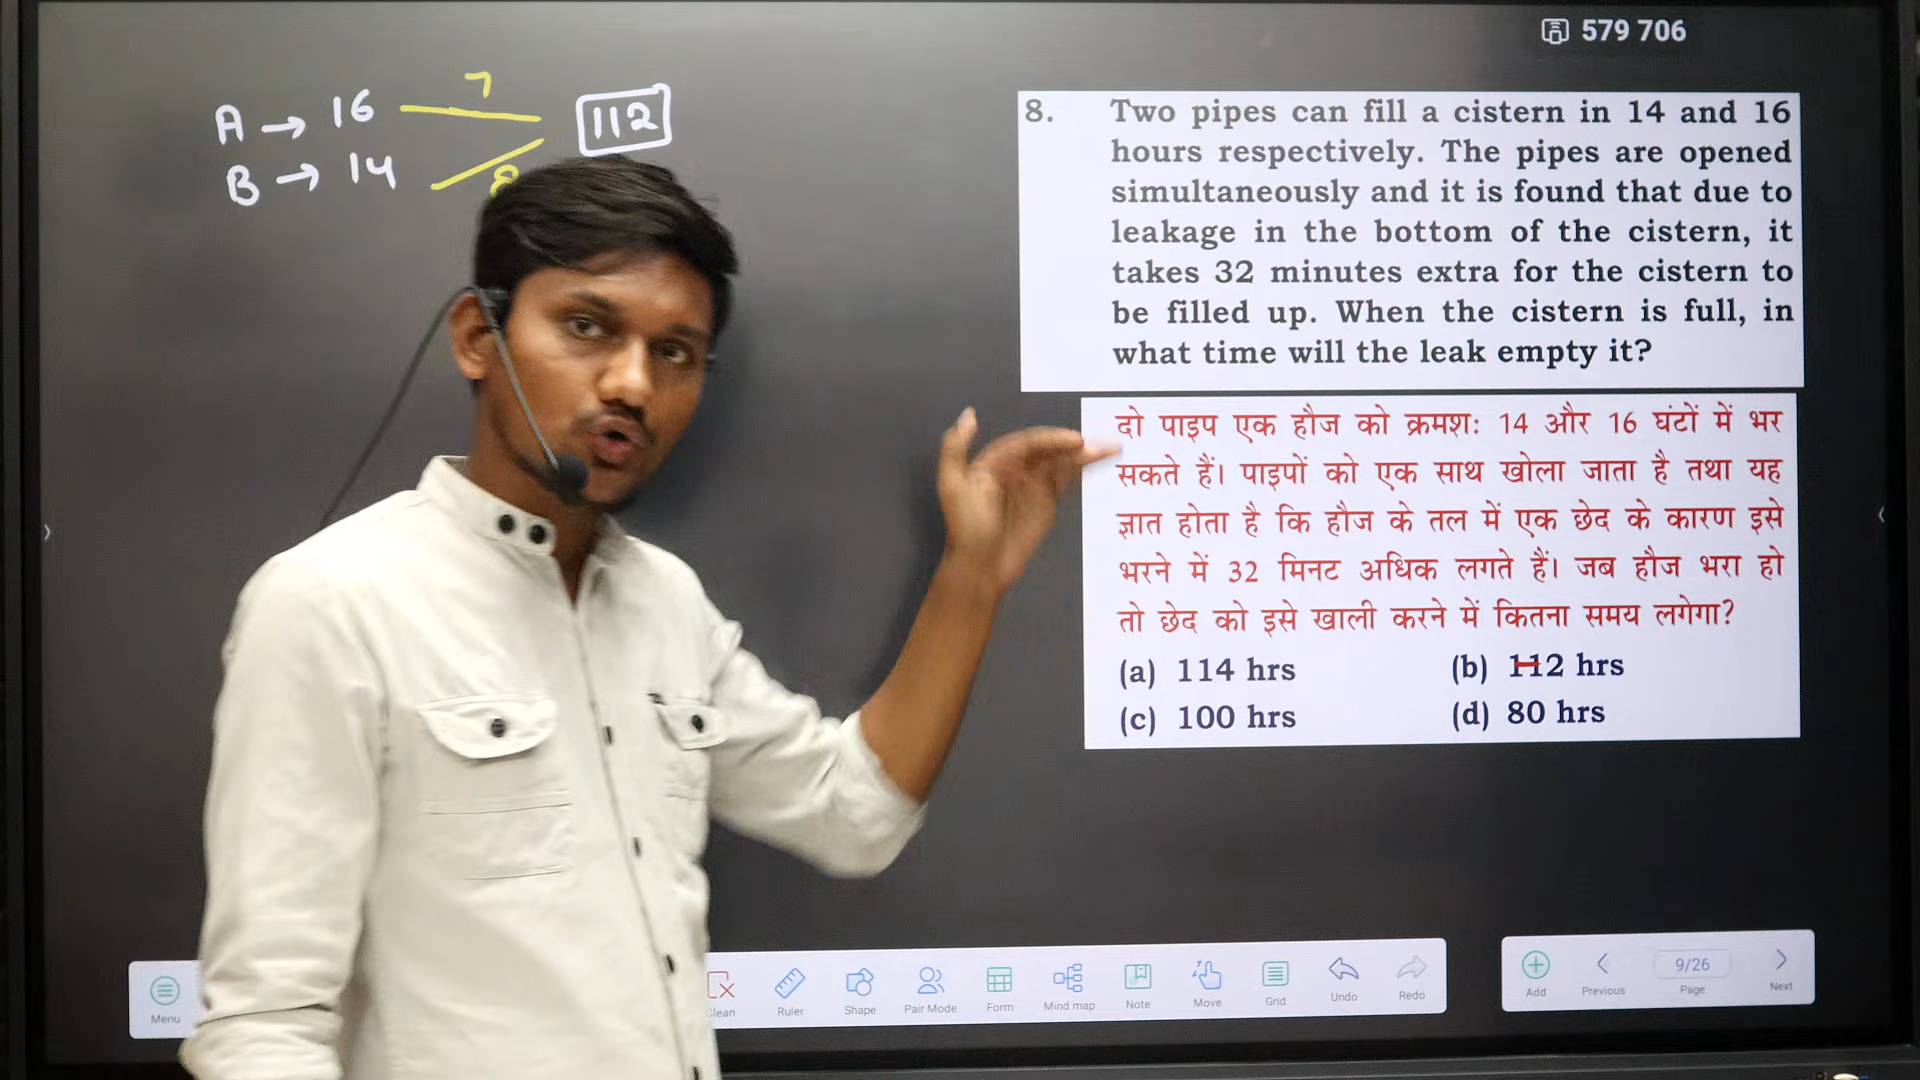 579 706
A → 16 7 112
B → 14 8
8. Two pipes can fill a cistern in 14 and 16
hours respectively. The pipes are opened
simultaneously and it is found that due to
leakage in the bottom of the cistern, it
takes 32 minutes extra for the cistern to
be filled up. When the cistern is full, in
what time will the leak empty it?
दो पाइप एक हौज को क्रमशः 14 और 16 घंटों में भर
सकते हैं। पाइपों को एक साथ खोला जाता है तथा यह
ज्ञात होता है कि हौज के तल में एक छेद के कारण इसे
भरने में 32 मिनट अधिक लगते हैं। जब हौज भरा हो
तो छेद को इसे खाली करने में कितना समय लगेगा?
(a) 114 hrs (b) 112 hrs
(c) 100 hrs (d) 80 hrs
Menu Clean Ruler Shape Pair Mode Form Mind map Note Move Grid Undo Redo Add Previous 9/26 Page Next